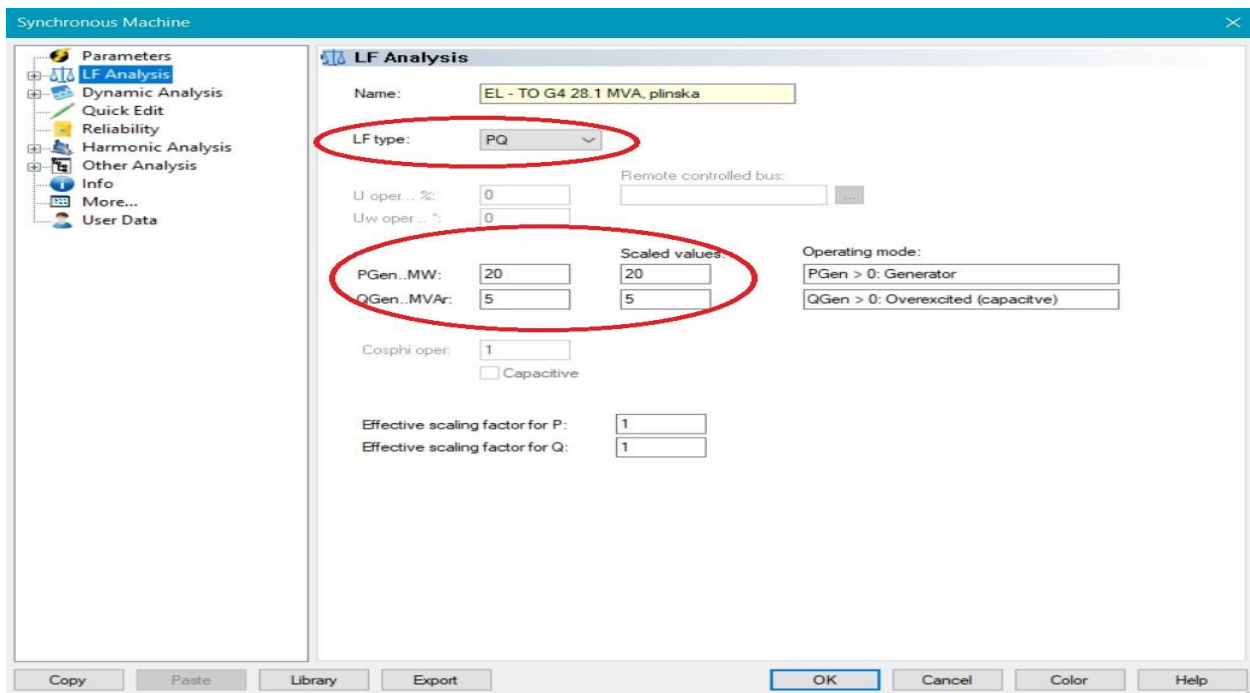 Synchronous Machine
Parameters
LF Analysis
Dynamic Analysis
Quick Edit
Reliability
Harmonic Analysis
Other Analysis
Info
More...
User Data
LF Analysis
Name: EL - TO G4 28.1 MVA, plinska
LF type: PQ
Remote controlled bus:
U oper .. %: 0
...
Uw oper .. °: 0
Scaled values: Operating mode:
PGen..MW: 20 20 PGen > 0: Generator
QGen..MVAr: 5 5 QGen > 0: Overexcited (capacitve)
Cosphi oper: 1
Capacitive
Effective scaling factor for P: 1
Effective scaling factor for Q: 1
Copy Paste Library Export OK Cancel Color Help